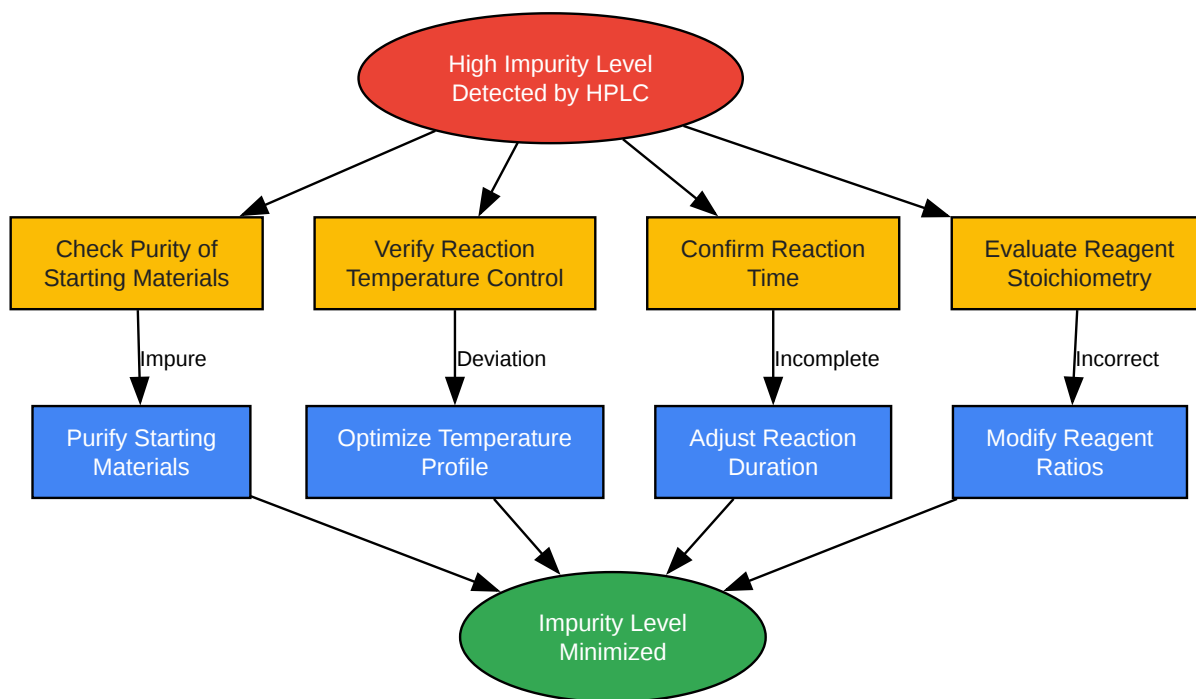 High Impurity Level
Detected by HPLC
Check Purity of
Starting Materials
Verify Reaction
Temperature Control
Confirm Reaction
Time
Evaluate Reagent
Stoichiometry
Impure
Deviation
Incomplete
Incorrect
Purify Starting
Materials
Optimize Temperature
Profile
Adjust Reaction
Duration
Modify Reagent
Ratios
Impurity Level
Minimized